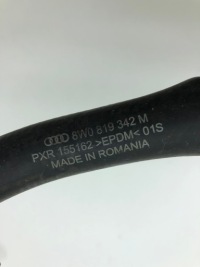 8W0 819 342 M
PXR 155162 >EPDM< 01S
MADE IN ROMANIA